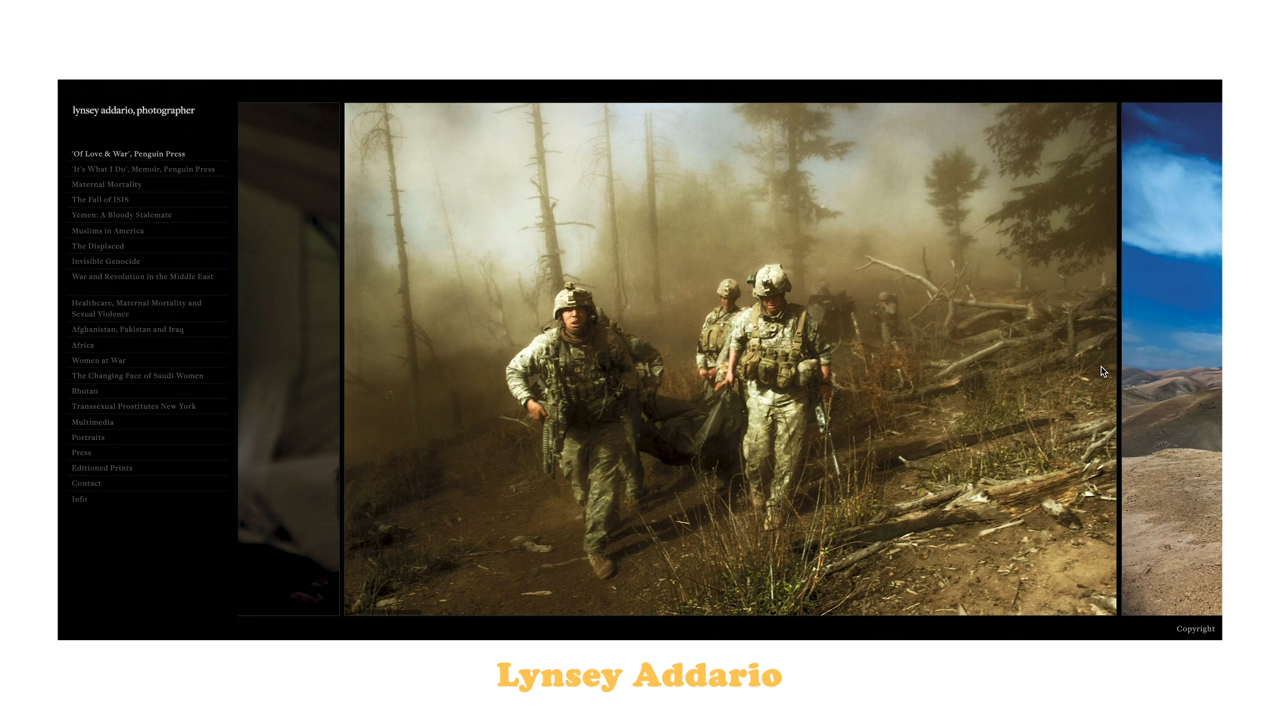 lynsey addario, photographer
'Of Love & War', Penguin Press
'It's What I Do', Memoir, Penguin Press
Maternal Mortality
The Fall of ISIS
Yemen: A Bloody Stalemate
Muslims in America
The Displaced
Invisible Genocide
War and Revolution in the Middle East
Healthcare, Maternal Mortality and
Sexual Violence
Afghanistan, Pakistan and Iraq
Africa
Women at War
The Changing Face of Saudi Women
Bhutan
Transsexual Prostitutes New York
Multimedia
Portraits
Press
Editioned Prints
Contact
Info
Copyright
Lynsey Addario